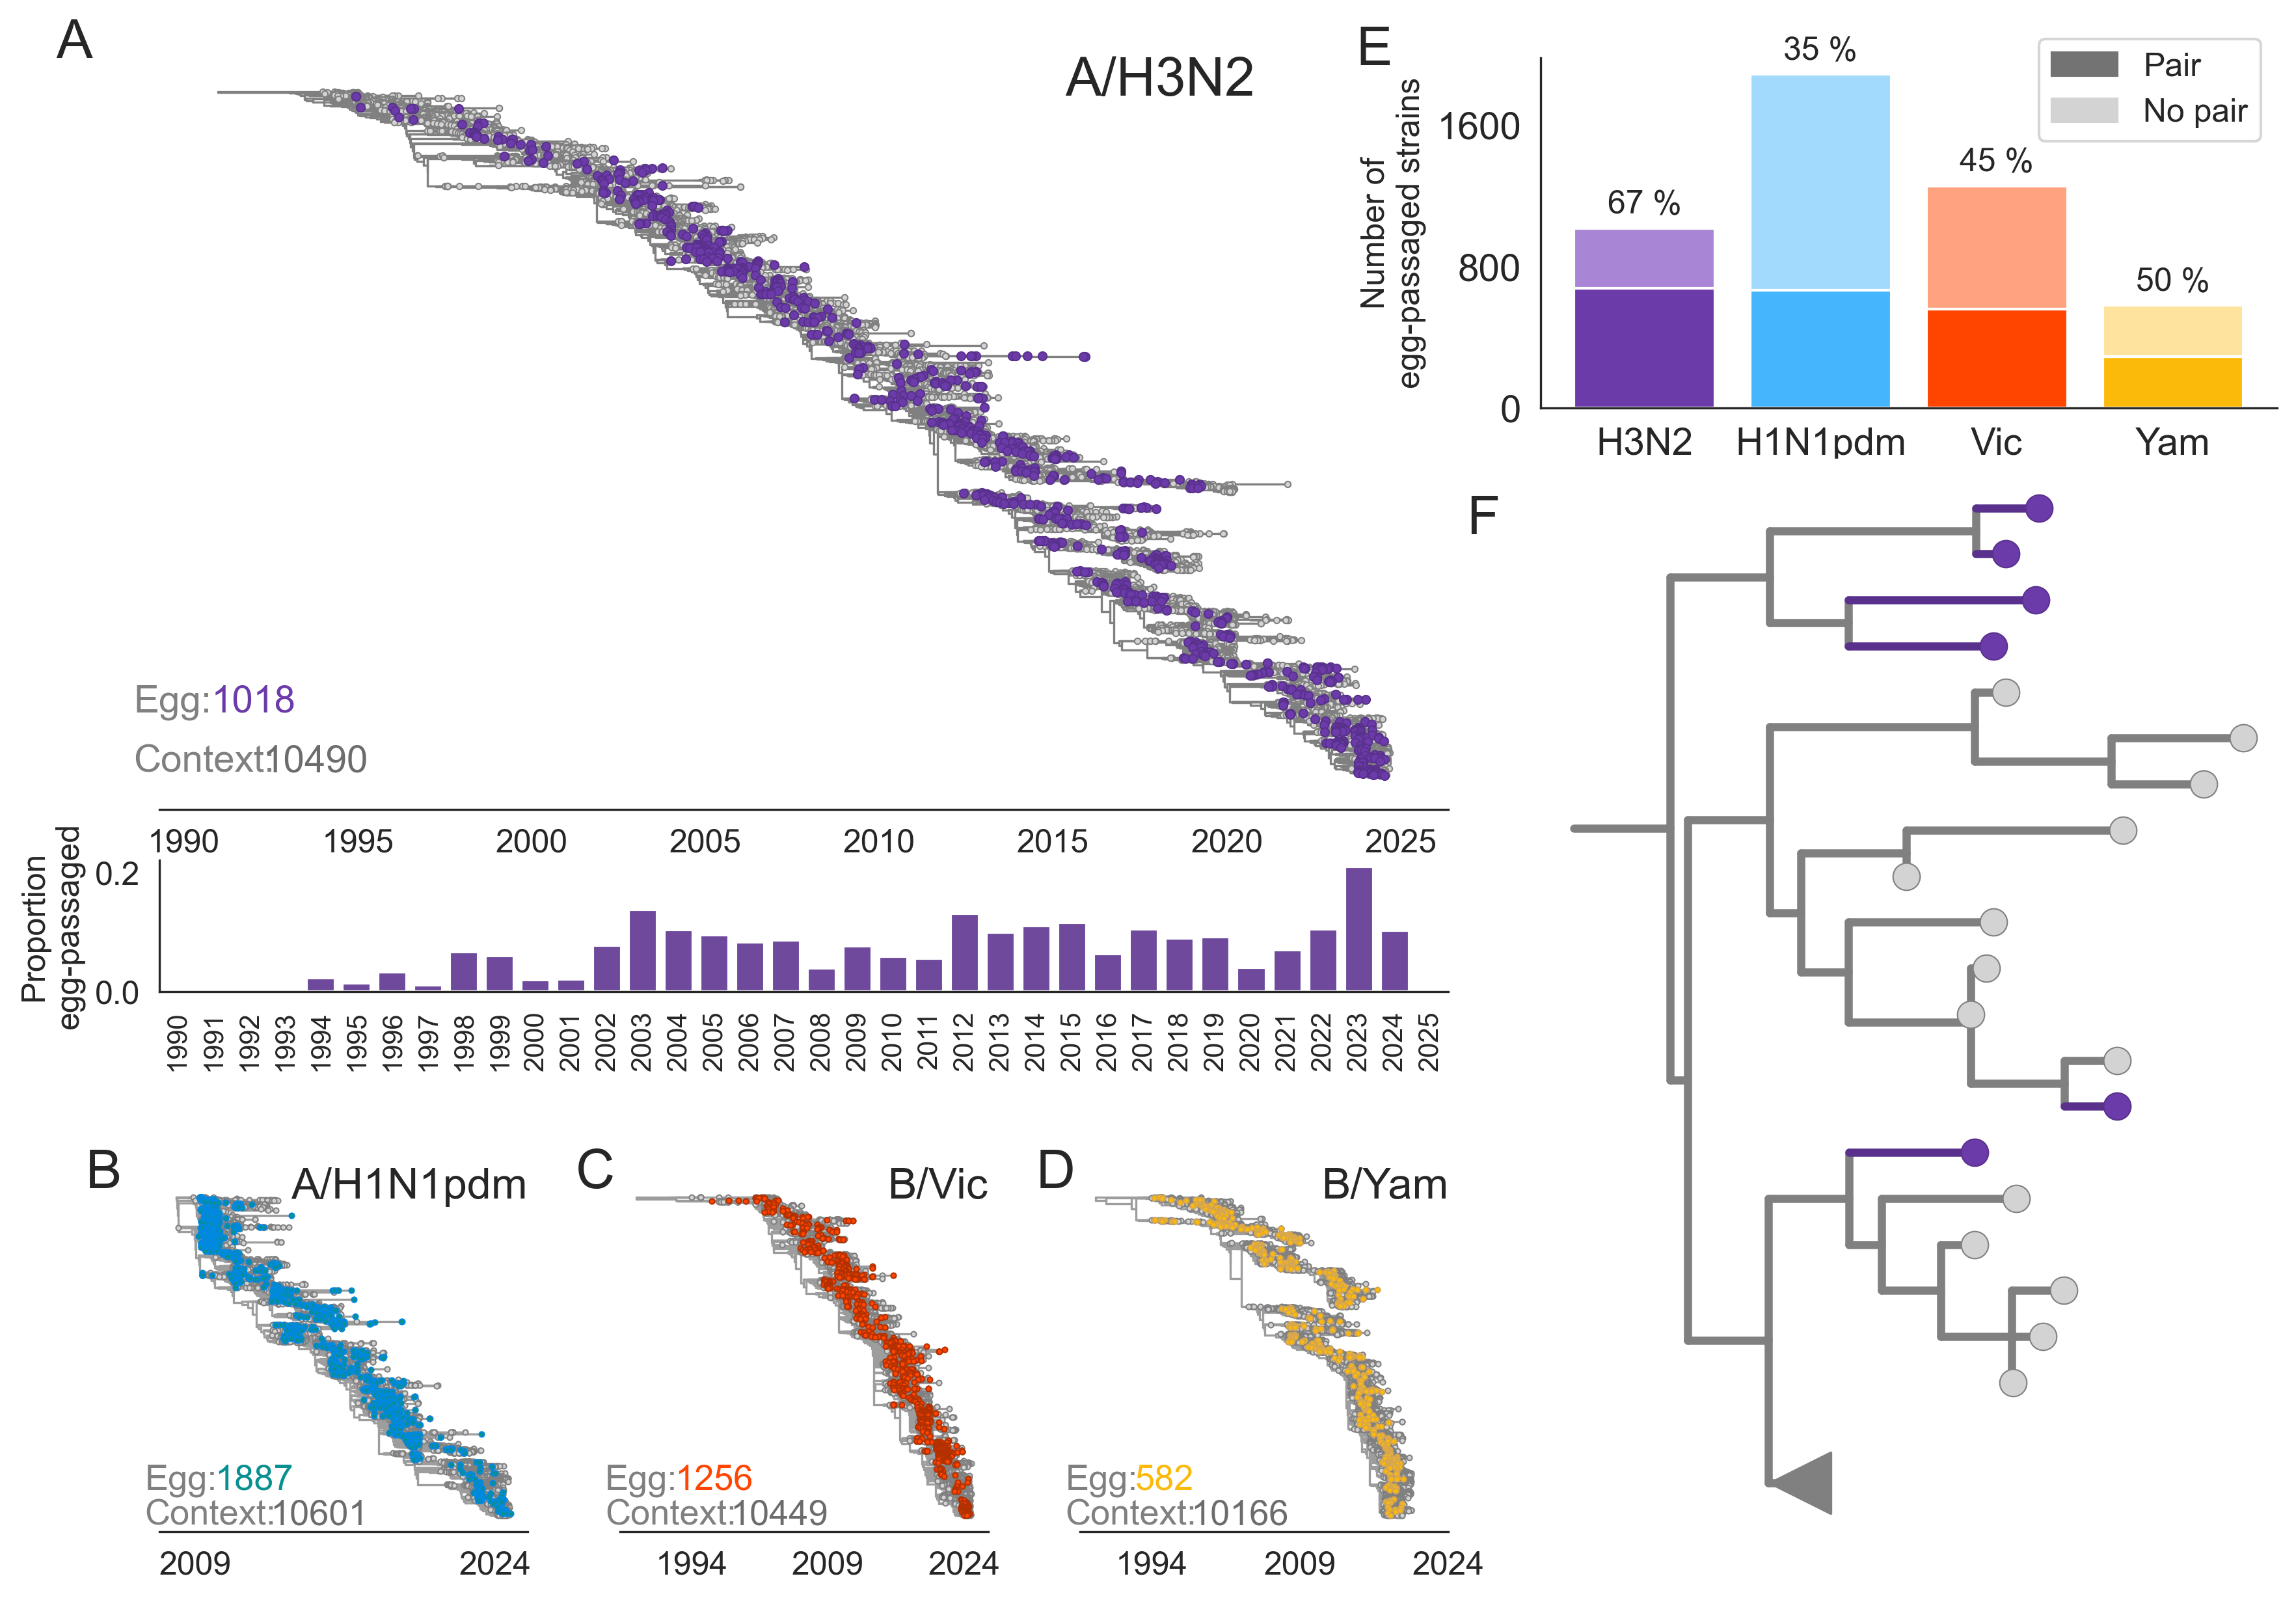 A
A/H3N2
Egg:1018
Context:10490
1990 1995 2000 2005 2010 2015 2020 2025
Proportion
egg-passaged
0.2
0.0
1990 1991 1992 1993 1994 1995 1996 1997 1998 1999 2000 2001 2002 2003 2004 2005 2006 2007 2008 2009 2010 2011 2012 2013 2014 2015 2016 2017 2018 2019 2020 2021 2022 2023 2024 2025
B
A/H1N1pdm
Egg:1887
Context:10601
2009 2024
C
B/Vic
Egg:1256
Context:10449
1994 2009 2024
D
B/Yam
Egg:582
Context:10166
1994 2009 2024
E
Number of
egg-passaged strains
1600
800
0
67 %
35 %
45 %
50 %
Pair
No pair
H3N2 H1N1pdm Vic Yam
F